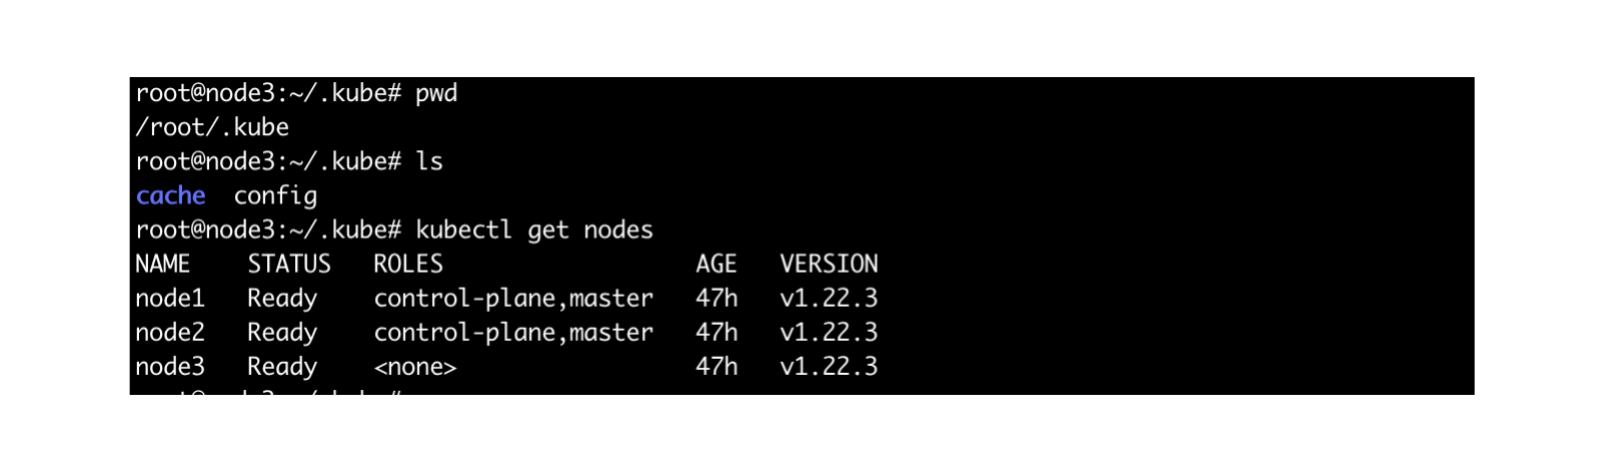 root@node3:~/.kube# pwd
/root/.kube
root@node3:~/.kube# ls
cache  config
root@node3:~/.kube# kubectl get nodes
NAME    STATUS   ROLES                  AGE   VERSION
node1   Ready    control-plane,master   47h   v1.22.3
node2   Ready    control-plane,master   47h   v1.22.3
node3   Ready    <none>                 47h   v1.22.3